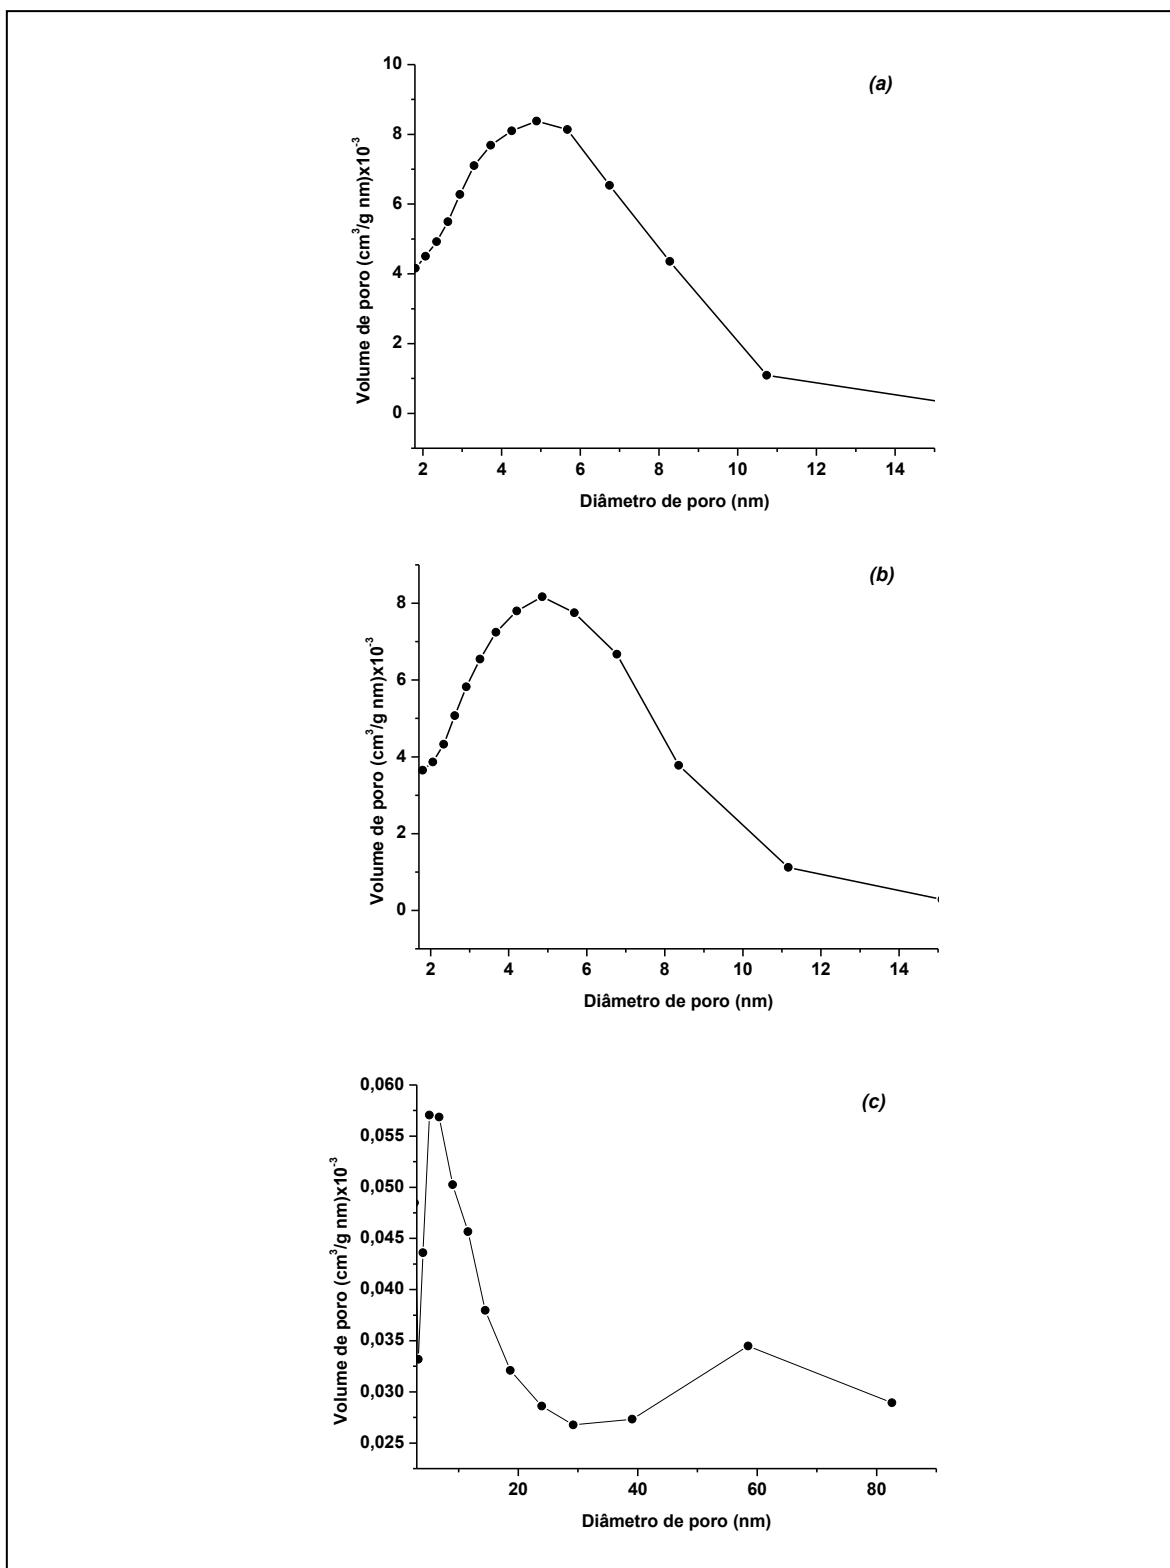 (a)
10
8
6
4
2
0
Volume de poro (cm³/g nm)x10⁻³
2 4 6 8 10 12 14
Diâmetro de poro (nm)
(b)
8
6
4
2
0
Volume de poro (cm³/g nm)x10⁻³
2 4 6 8 10 12 14
Diâmetro de poro (nm)
(c)
0,060
0,055
0,050
0,045
0,040
0,035
0,030
0,025
Volume de poro (cm³/g nm)x10⁻³
20 40 60 80
Diâmetro de poro (nm)